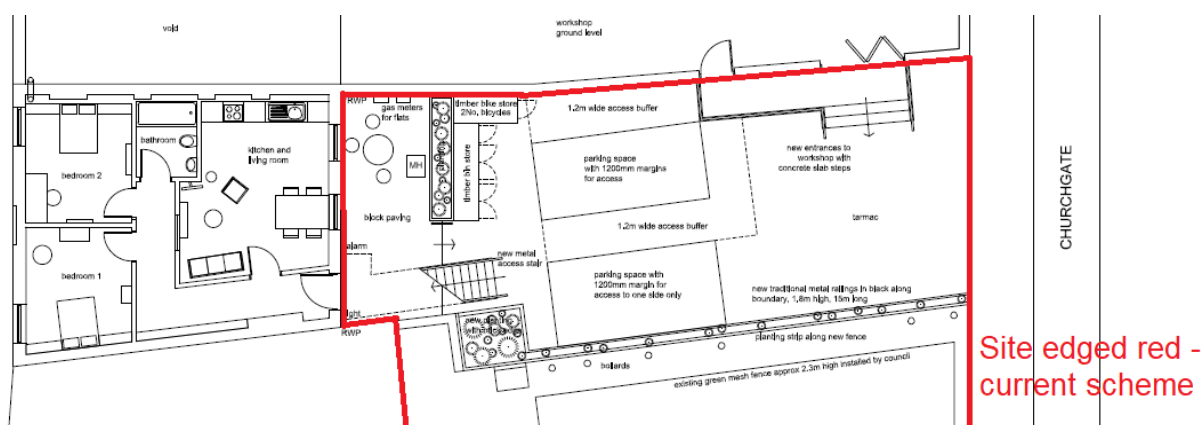 void
workshop
ground level
RWP
gas meters
for flats
timber bike store
2No. bicycles
1.2m wide access buffer
bathroom
kitchen and
living room
MH
timber bin store
parking space
with 1200mm margins
for access
new entrances to
workshop with
concrete slab steps
bedroom 2
block paving
1.2m wide access buffer
tarmac
CHURCHGATE
alarm
new metal
access stair
bedroom 1
parking space with
1200mm margin for
access to one side only
new traditional metal railings in black along
boundary, 1.8m high, 15m long
light
RWP
new planting
planting strip along new fence
bollards
existing green mesh fence approx 2.3m high installed by council
Site edged red -
current scheme